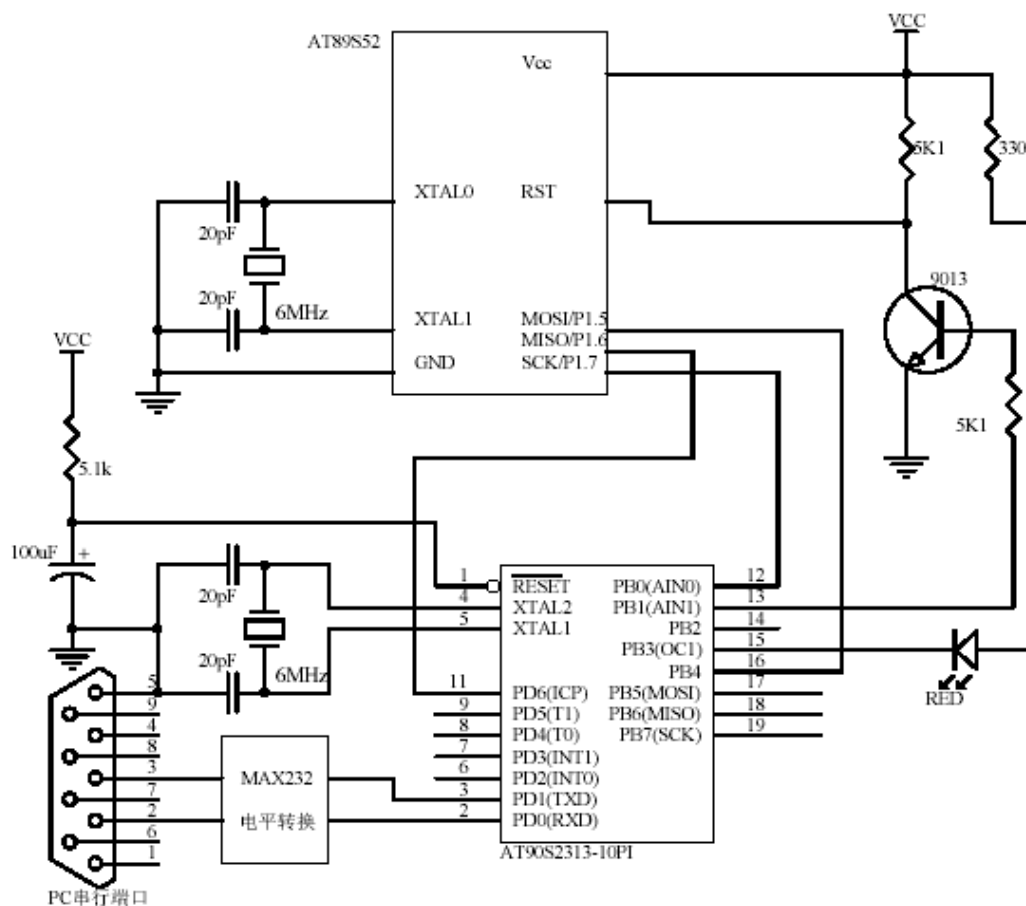 VCC
AT89S52
Vcc
5K1
330
XTAL0
RST
20pF
9013
20pF
6MHz
XTAL1
MOSI/P1.5
MISO/P1.6
VCC
GND
SCK/P1.7
5K1
5.1k
100uF
+
1
RESET
PB0(AIN0)
12
20pF
4
XTAL2
PB1(AIN1)
13
5
XTAL1
PB2
14
PB3(OC1)
15
20pF
6MHz
PB4
16
5
11
PD6(ICP)
PB5(MOSI)
17
RED
9
9
PD5(T1)
PB6(MISO)
18
4
8
PD4(T0)
PB7(SCK)
19
8
7
PD3(INT1)
3
MAX232
6
PD2(INT0)
7
3
PD1(TXD)
2
电平转换
2
PD0(RXD)
6
1
AT90S2313-10PI
PC串行端口